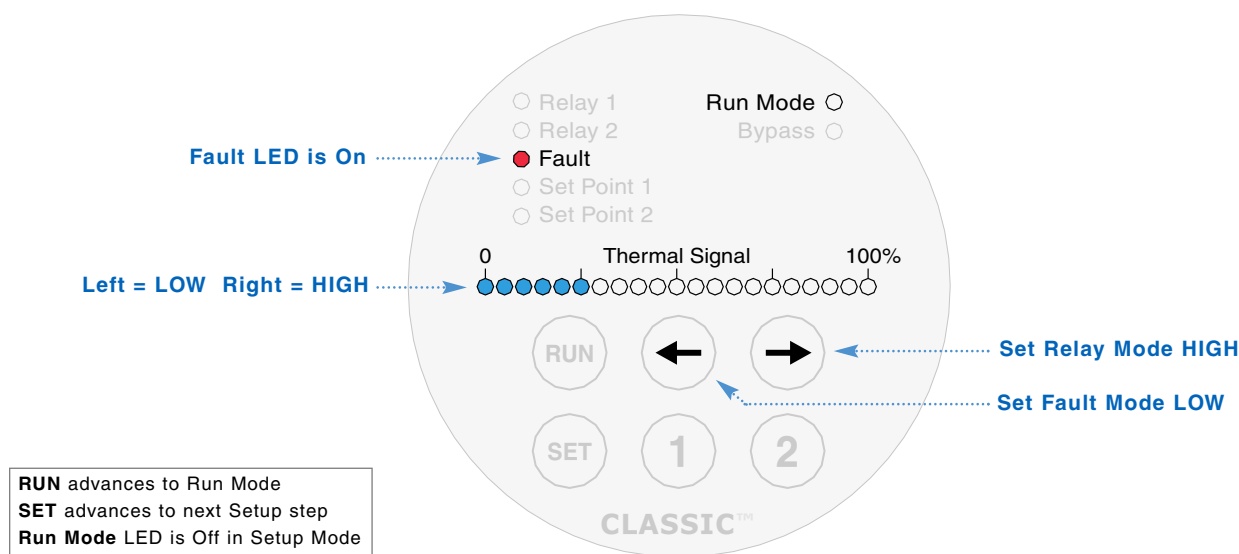 Relay 1
Run Mode
Relay 2
Bypass
Fault LED is On
Fault
Set Point 1
Set Point 2
0 Thermal Signal 100%
Left = LOW Right = HIGH
RUN
Set Relay Mode HIGH
Set Fault Mode LOW
SET
1
2
RUN advances to Run Mode
SET advances to next Setup step
Run Mode LED is Off in Setup Mode
CLASSIC™